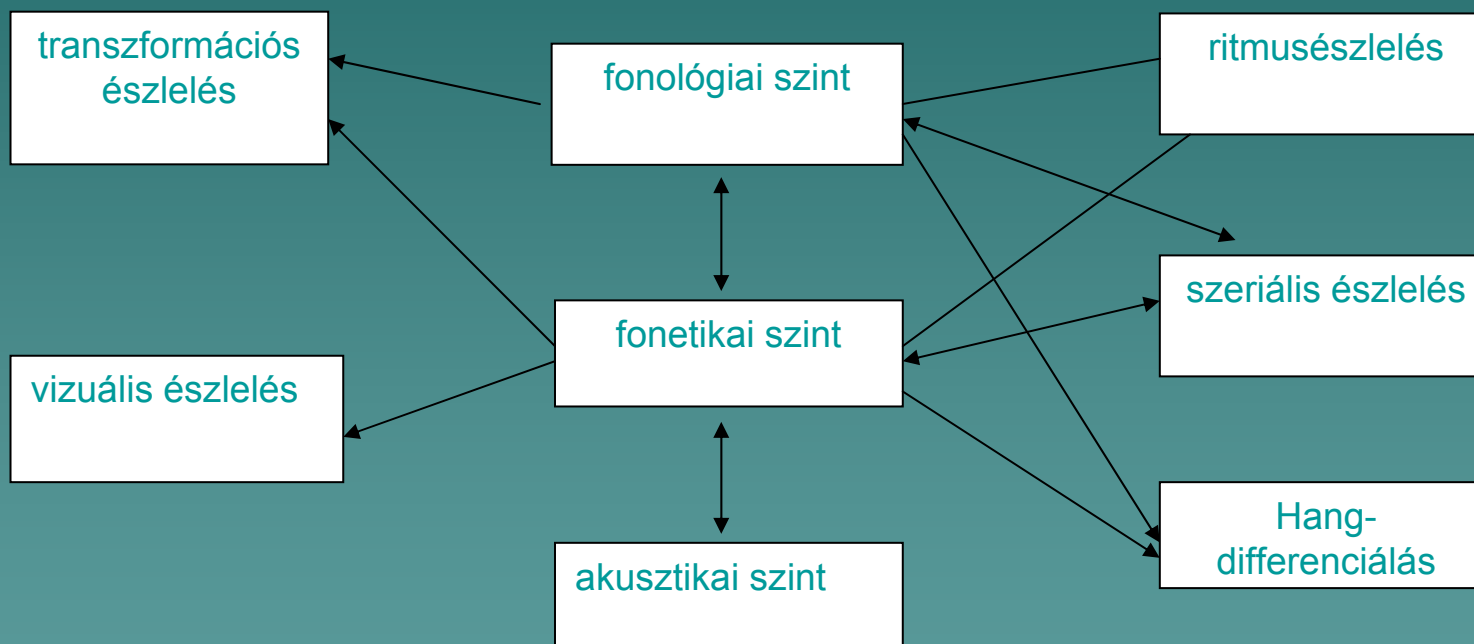 transzformációs
észlelés
fonológiai szint
ritmusészlelés
szeriális észlelés
fonetikai szint
vizuális észlelés
Hang-
differenciálás
akusztikai szint